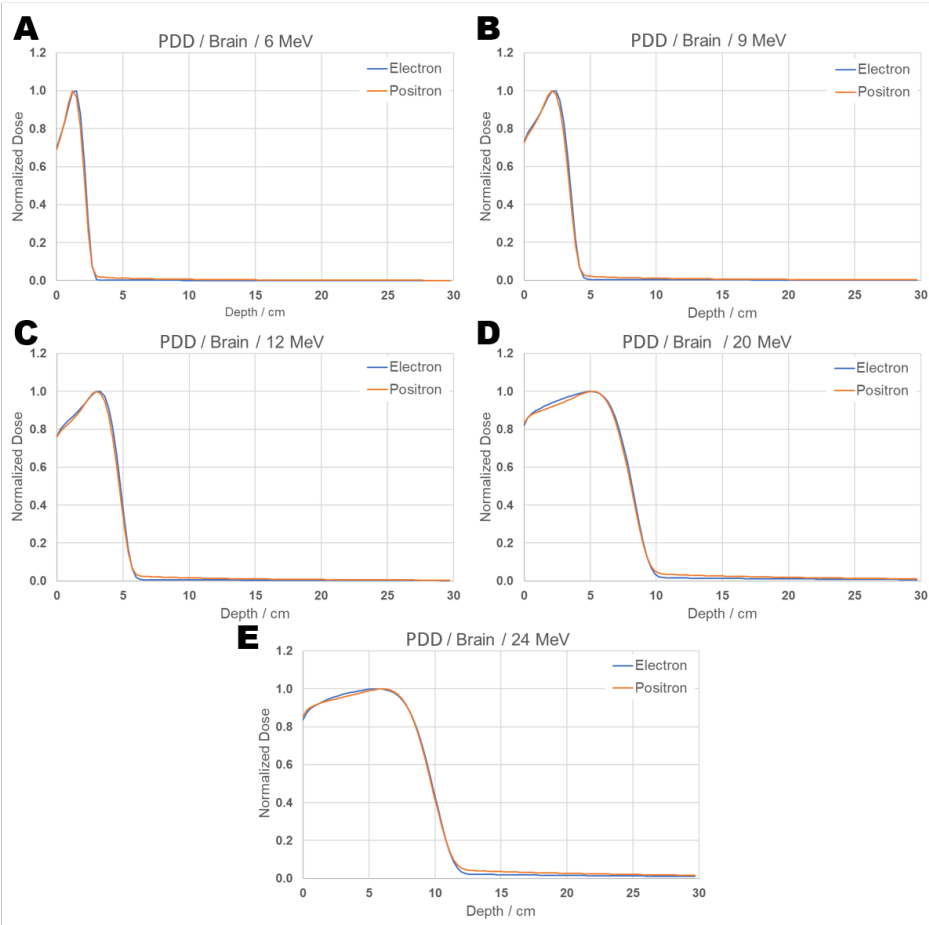 A
PDD / Brain / 6 MeV
Electron
Positron
Normalized Dose
1.2
1.0
0.8
0.6
0.4
0.2
0.0
0 5 10 15 20 25 30
Depth / cm
B
PDD / Brain / 9 MeV
Electron
Positron
Normalized Dose
1.2
1.0
0.8
0.6
0.4
0.2
0.0
0 5 10 15 20 25 30
Depth / cm
C
PDD / Brain / 12 MeV
Electron
Positron
Normalized Dose
1.2
1.0
0.8
0.6
0.4
0.2
0.0
0 5 10 15 20 25 30
Depth / cm
D
PDD / Brain / 20 MeV
Electron
Positron
Normalized Dose
1.2
1.0
0.8
0.6
0.4
0.2
0.0
0 5 10 15 20 25 30
Depth / cm
E
PDD / Brain / 24 MeV
Electron
Positron
Normalized Dose
1.2
1.0
0.8
0.6
0.4
0.2
0.0
0 5 10 15 20 25 30
Depth / cm